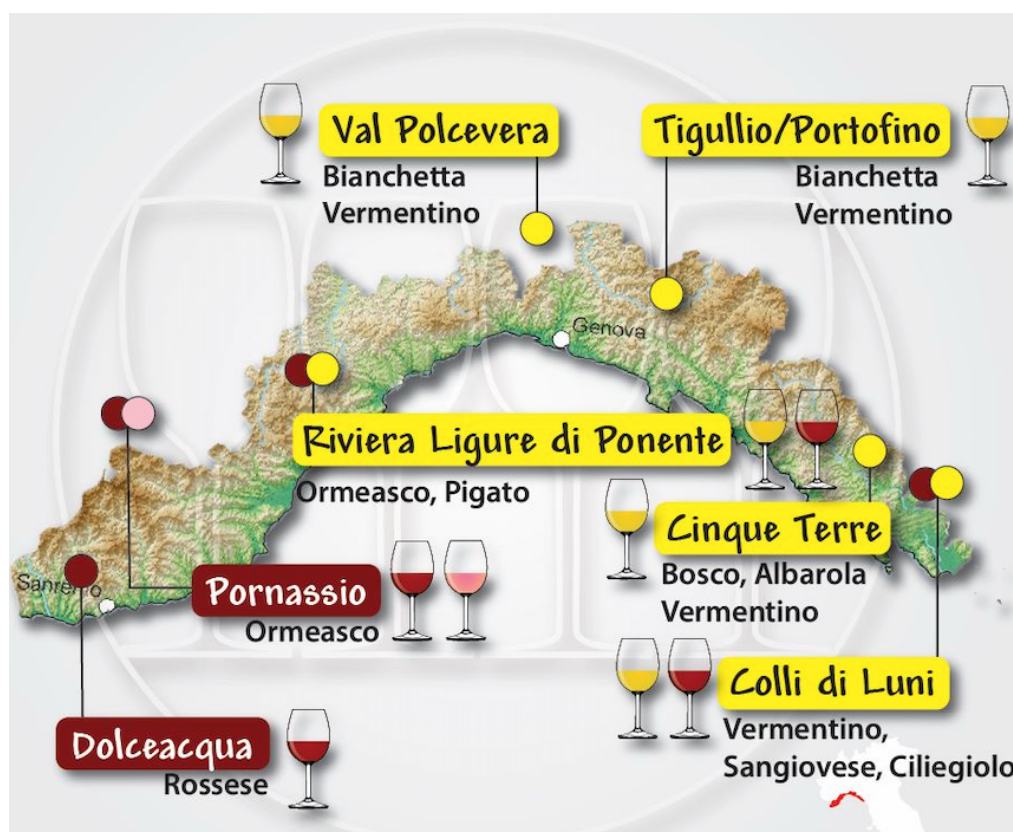 Val Polcevera
Bianchetta
Vermentino
Tigullio/Portofino
Bianchetta
Vermentino
Genova
Riviera Ligure di Ponente
Ormeasco, Pigato
Cinque Terre
Bosco, Albarola
Vermentino
Sanremo
Pornassio
Ormeasco
Colli di Luni
Vermentino,
Sangiovese, Ciliegiolo
Dolceacqua
Rossese